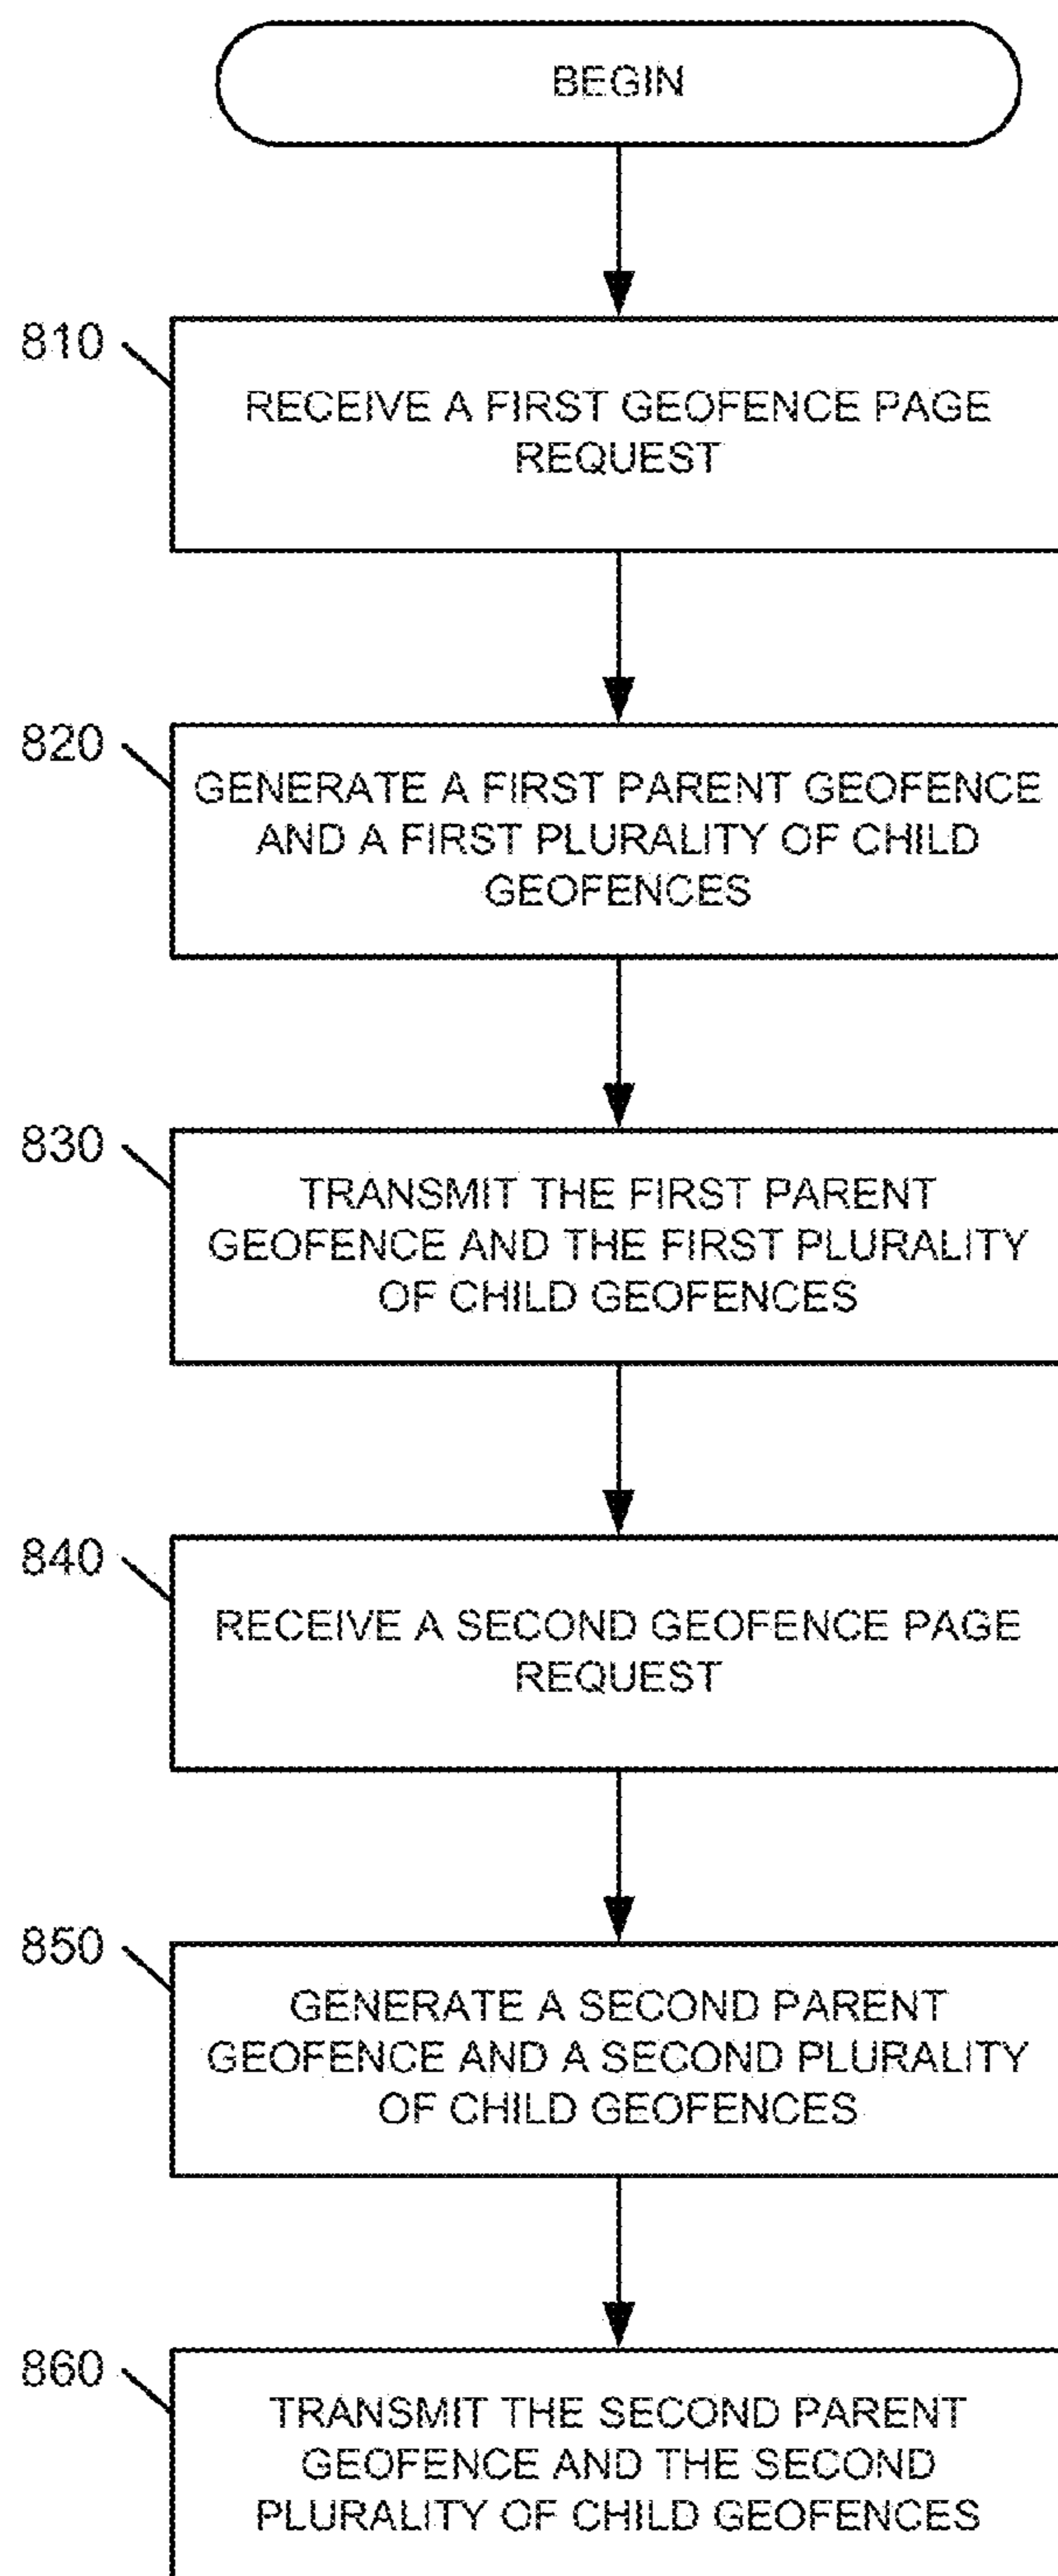 BEGIN
810
RECEIVE A FIRST GEOFENCE PAGE
REQUEST
820
GENERATE A FIRST PARENT GEOFENCE
AND A FIRST PLURALITY OF CHILD
GEOFENCES
830
TRANSMIT THE FIRST PARENT
GEOFENCE AND THE FIRST PLURALITY
OF CHILD GEOFENCES
840
RECEIVE A SECOND GEOFENCE PAGE
REQUEST
850
GENERATE A SECOND PARENT
GEOFENCE AND A SECOND PLURALITY
OF CHILD GEOFENCES
860
TRANSMIT THE SECOND PARENT
GEOFENCE AND THE SECOND
PLURALITY OF CHILD GEOFENCES